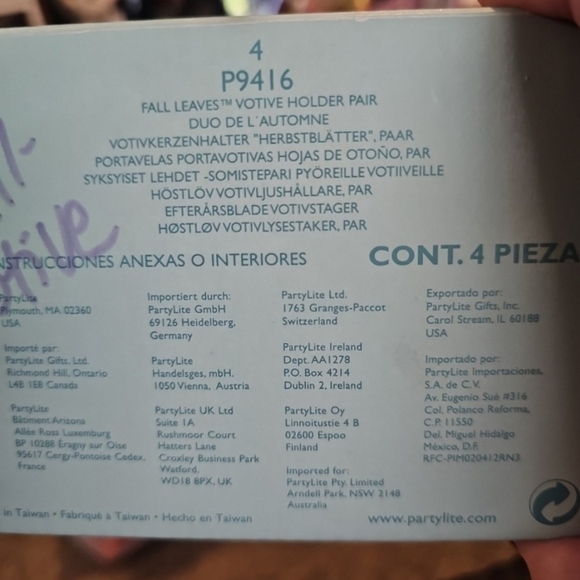 4
P9416
FALL LEAVES™ VOTIVE HOLDER PAIR
DUO DE L´AUTOMNE
VOTIVKERZENHALTER "HERBSTBLÄTTER", PAAR
PORTAVELAS PORTAVOTIVAS HOJAS DE OTOÑO, PAR
SYKSYISET LEHDET -SOMISTEPARI PYÖREILLE VOTIIVEILLE
HÖSTLÖV VOTIVLJUSHÅLLARE, PAR
EFTERÅRSBLADE VOTIVSTAGER
HØSTLØV VOTIVLYSESTAKER, PAR
NSTRUCCIONES ANEXAS O INTERIORES
CONT. 4 PIEZA
PartyLite
Plymouth, MA 02360
USA
Importé par:
PartyLite Gifts, Ltd.
Richmond Hill, Ontario
L4B 1E8 Canada
PartyLite
Bâtiment Arizona
Allée Rosa Luxemburg
BP 10288 Éragny sur Oise
95617 Cergy-Pontoise Cedex,
France
Importiert durch:
PartyLite GmbH
69126 Heidelberg,
Germany
PartyLite
Handelsges, mbH.
1050 Vienna, Austria
PartyLite UK Ltd
Suite 1A
Rushmoor Court
Hatters Lane
Croxley Business Park
Watford,
WD18 8PX, UK
PartyLite Ltd.
1763 Granges-Paccot
Switzerland
PartyLite Ireland
Dept. AA1278
P.O. Box 4214
Dublin 2, Ireland
PartyLite Oy
Linnoitustie 4 B
02600 Espoo
Finland
Imported for:
PartyLite Pty. Limited
Arndell Park, NSW 2148
Australia
Exportado por:
PartyLite Gifts, Inc.
Carol Stream, IL 60188
USA
Importado por:
PartyLite Importaciones,
S.A. de C.V.
Av. Eugenio Sué #316
Col. Polanco Reforma,
C.P. 11550
Del. Miguel Hidalgo
México, D.F.
RFC-PIM020412RN3
in Taiwan • Fabriqué à Taiwan • Hecho en Taiwan
www.partylite.com